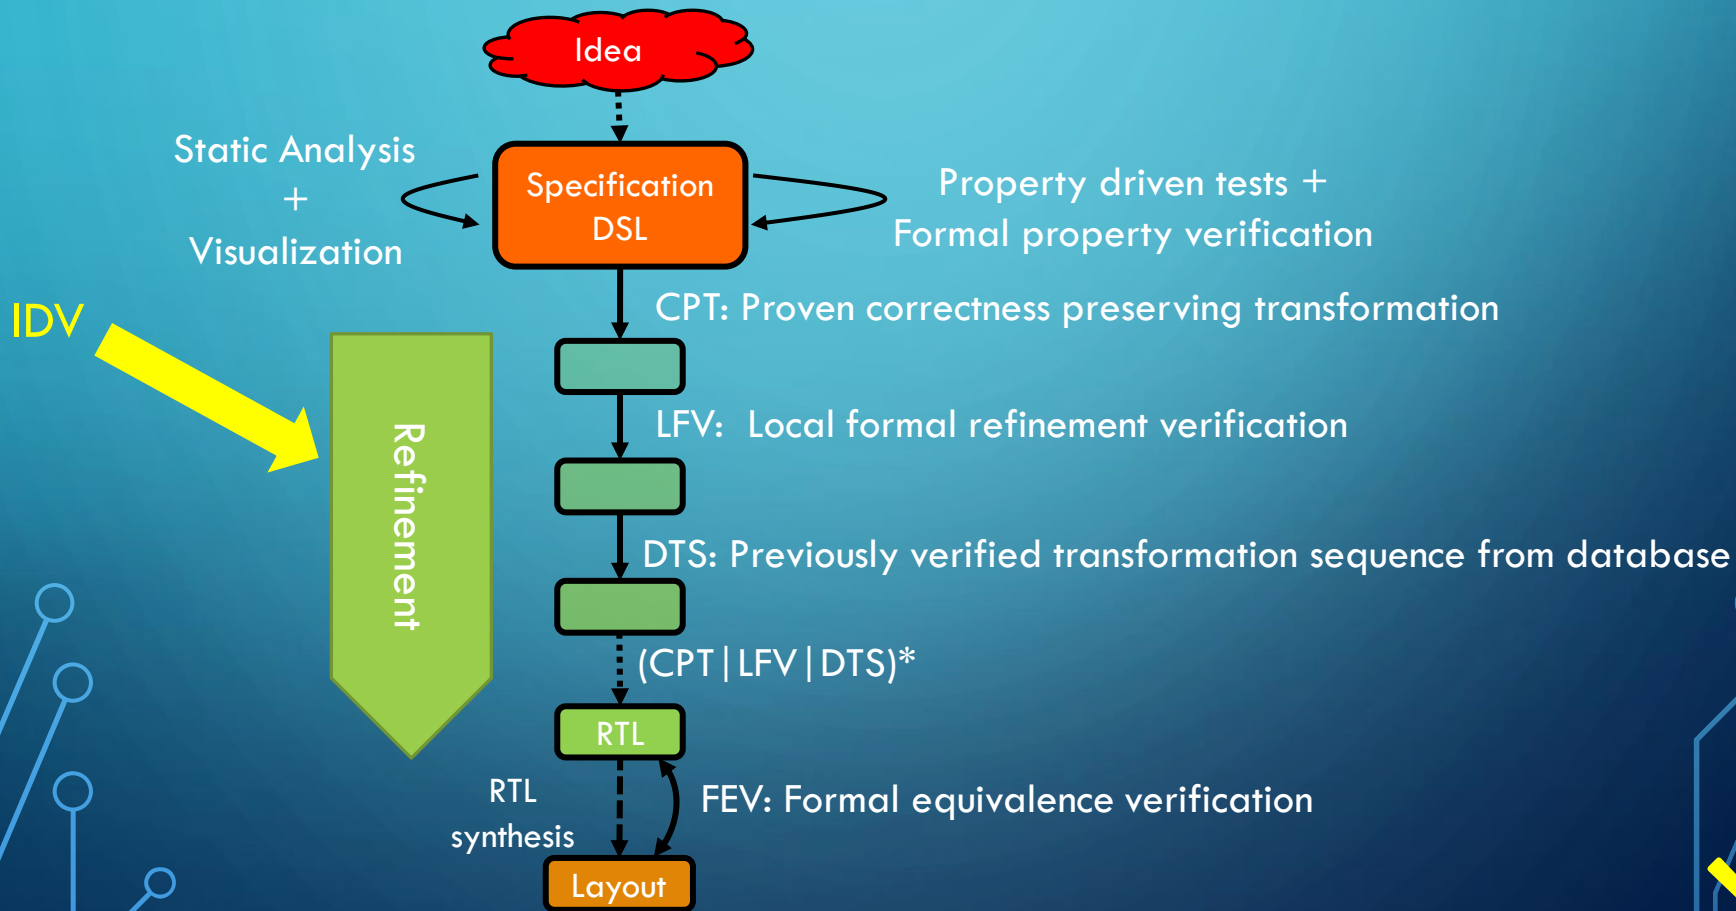 Idea
Static Analysis
+
Visualization
Specification
DSL
Property driven tests +
Formal property verification
IDV
CPT: Proven correctness preserving transformation
Refinement
LFV: Local formal refinement verification
DTS: Previously verified transformation sequence from database
(CPT|LFV|DTS)*
RTL
RTL
synthesis
FEV: Formal equivalence verification
Layout